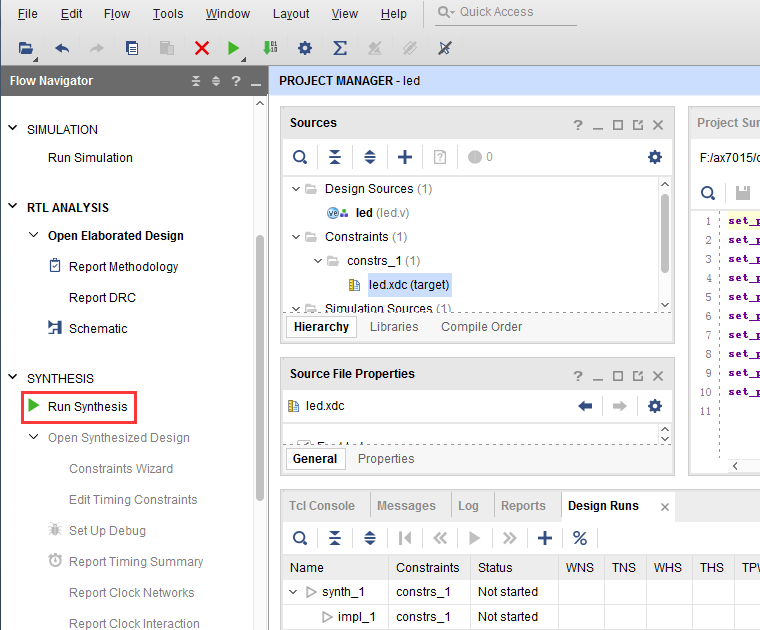 File Edit Flow Tools Window Layout View Help Quick Access
Flow Navigator
SIMULATION
Run Simulation
RTL ANALYSIS
Open Elaborated Design
Report Methodology
Report DRC
Schematic
SYNTHESIS
Run Synthesis
Open Synthesized Design
Constraints Wizard
Edit Timing Constraints
Set Up Debug
Report Timing Summary
Report Clock Networks
Report Clock Interaction
PROJECT MANAGER - led
Sources
0
Design Sources (1)
led (led.v)
Constraints (1)
constrs_1 (1)
led.xdc (target)
Simulation Sources (1)
Hierarchy Libraries Compile Order
Source File Properties
led.xdc
General Properties
Project Sur
F:/ax7015/c
1 set_p
2 set_p
3 set_p
4 set_p
5 set_p
6 set_p
7 set_p
8 set_p
9 set_p
10 set_p
11
Tcl Console Messages Log Reports Design Runs
Name Constraints Status WNS TNS WHS THS TPW
synth_1 constrs_1 Not started
impl_1 constrs_1 Not started